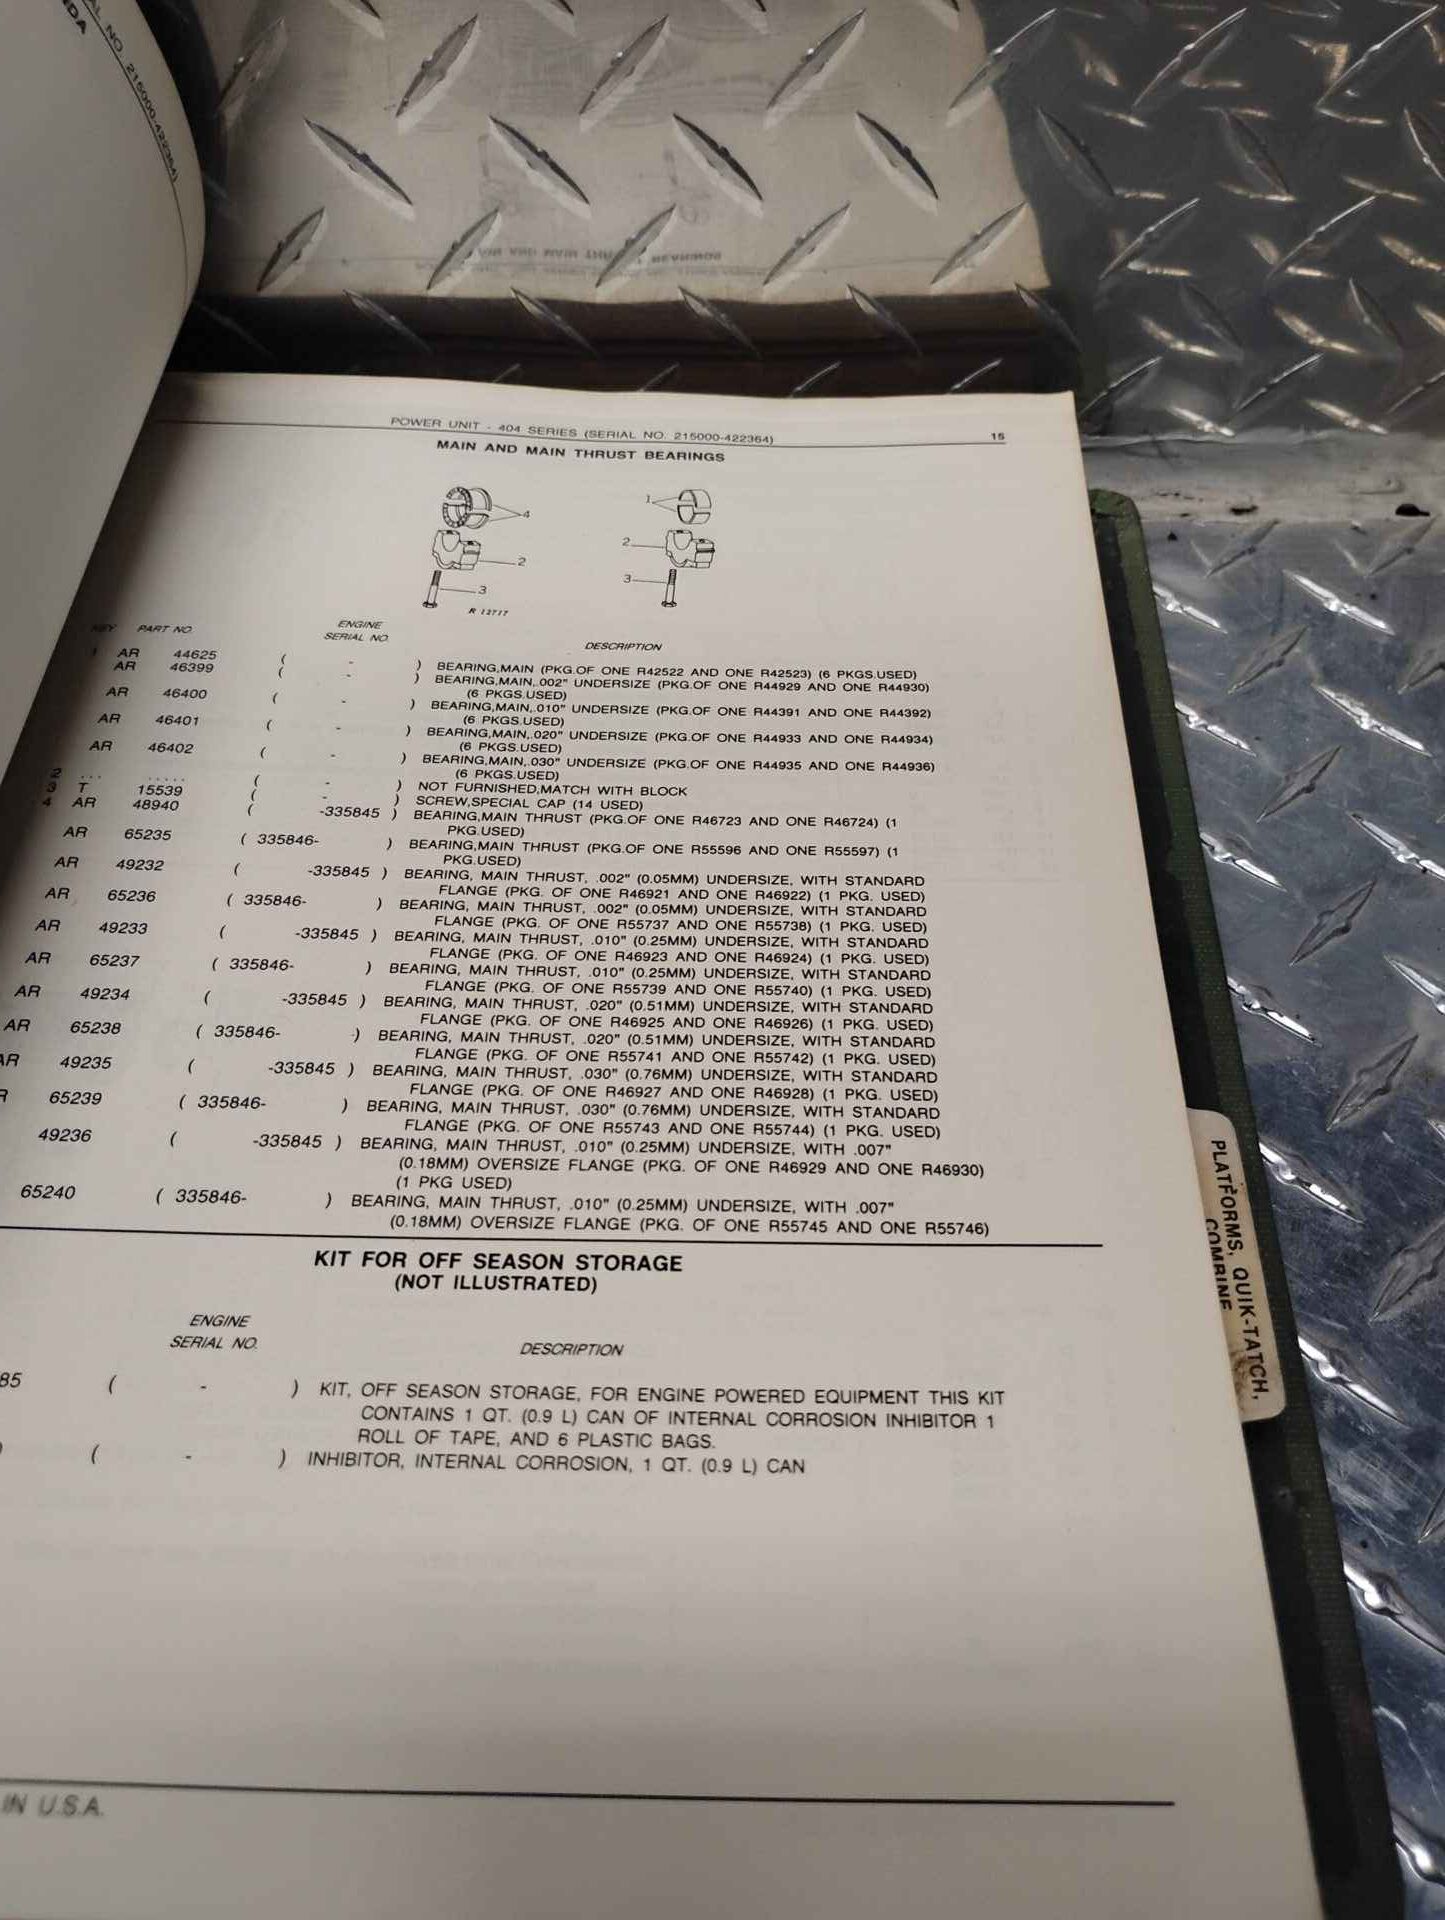 SERIAL NO. 215000-422364)
POWER UNIT - 404 SERIES (SERIAL NO. 215000-422364)
15
MAIN AND MAIN THRUST BEARINGS
4
2
3
R 12717
1
2
3
KEY PART NO. ENGINE SERIAL NO. DESCRIPTION
1 AR 44625 ( - ) BEARING,MAIN (PKG.OF ONE R42522 AND ONE R42523) (6 PKGS.USED)
AR 46399 ( - ) BEARING,MAIN,.002" UNDERSIZE (PKG.OF ONE R44929 AND ONE R44930)
(6 PKGS.USED)
AR 46400 ( - ) BEARING,MAIN,.010" UNDERSIZE (PKG.OF ONE R44391 AND ONE R44392)
(6 PKGS.USED)
AR 46401 ( - ) BEARING,MAIN,.020" UNDERSIZE (PKG.OF ONE R44933 AND ONE R44934)
(6 PKGS.USED)
AR 46402 ( - ) BEARING,MAIN,.030" UNDERSIZE (PKG.OF ONE R44935 AND ONE R44936)
(6 PKGS.USED)
2 ... ..... ( - ) NOT FURNISHED,MATCH WITH BLOCK
3 T 15539 ( - ) SCREW,SPECIAL CAP (14 USED)
4 AR 48940 ( -335845 ) BEARING,MAIN THRUST (PKG.OF ONE R46723 AND ONE R46724) (1
PKG.USED)
AR 65235 ( 335846- ) BEARING,MAIN THRUST (PKG.OF ONE R55596 AND ONE R55597) (1
PKG.USED)
AR 49232 ( -335845 ) BEARING, MAIN THRUST, .002" (0.05MM) UNDERSIZE, WITH STANDARD
FLANGE (PKG. OF ONE R46921 AND ONE R46922) (1 PKG. USED)
AR 65236 ( 335846- ) BEARING, MAIN THRUST, .002" (0.05MM) UNDERSIZE, WITH STANDARD
FLANGE (PKG. OF ONE R55737 AND ONE R55738) (1 PKG. USED)
AR 49233 ( -335845 ) BEARING, MAIN THRUST, .010" (0.25MM) UNDERSIZE, WITH STANDARD
FLANGE (PKG. OF ONE R46923 AND ONE R46924) (1 PKG. USED)
AR 65237 ( 335846- ) BEARING, MAIN THRUST, .010" (0.25MM) UNDERSIZE, WITH STANDARD
FLANGE (PKG. OF ONE R55739 AND ONE R55740) (1 PKG. USED)
AR 49234 ( -335845 ) BEARING, MAIN THRUST, .020" (0.51MM) UNDERSIZE, WITH STANDARD
FLANGE (PKG. OF ONE R46925 AND ONE R46926) (1 PKG. USED)
AR 65238 ( 335846- ) BEARING, MAIN THRUST, .020" (0.51MM) UNDERSIZE, WITH STANDARD
FLANGE (PKG. OF ONE R55741 AND ONE R55742) (1 PKG. USED)
AR 49235 ( -335845 ) BEARING, MAIN THRUST, .030" (0.76MM) UNDERSIZE, WITH STANDARD
FLANGE (PKG. OF ONE R46927 AND ONE R46928) (1 PKG. USED)
R 65239 ( 335846- ) BEARING, MAIN THRUST, .030" (0.76MM) UNDERSIZE, WITH STANDARD
FLANGE (PKG. OF ONE R55743 AND ONE R55744) (1 PKG. USED)
49236 ( -335845 ) BEARING, MAIN THRUST, .010" (0.25MM) UNDERSIZE, WITH .007"
(0.18MM) OVERSIZE FLANGE (PKG. OF ONE R46929 AND ONE R46930)
(1 PKG USED)
65240 ( 335846- ) BEARING, MAIN THRUST, .010" (0.25MM) UNDERSIZE, WITH .007"
(0.18MM) OVERSIZE FLANGE (PKG. OF ONE R55745 AND ONE R55746)
KIT FOR OFF SEASON STORAGE
(NOT ILLUSTRATED)
ENGINE SERIAL NO. DESCRIPTION
85 ( - ) KIT, OFF SEASON STORAGE, FOR ENGINE POWERED EQUIPMENT THIS KIT
CONTAINS 1 QT. (0.9 L) CAN OF INTERNAL CORROSION INHIBITOR 1
ROLL OF TAPE, AND 6 PLASTIC BAGS.
( - ) INHIBITOR, INTERNAL CORROSION, 1 QT. (0.9 L) CAN
IN U.S.A.
PLATFORMS, QUIK-TATCH,
COMBINE